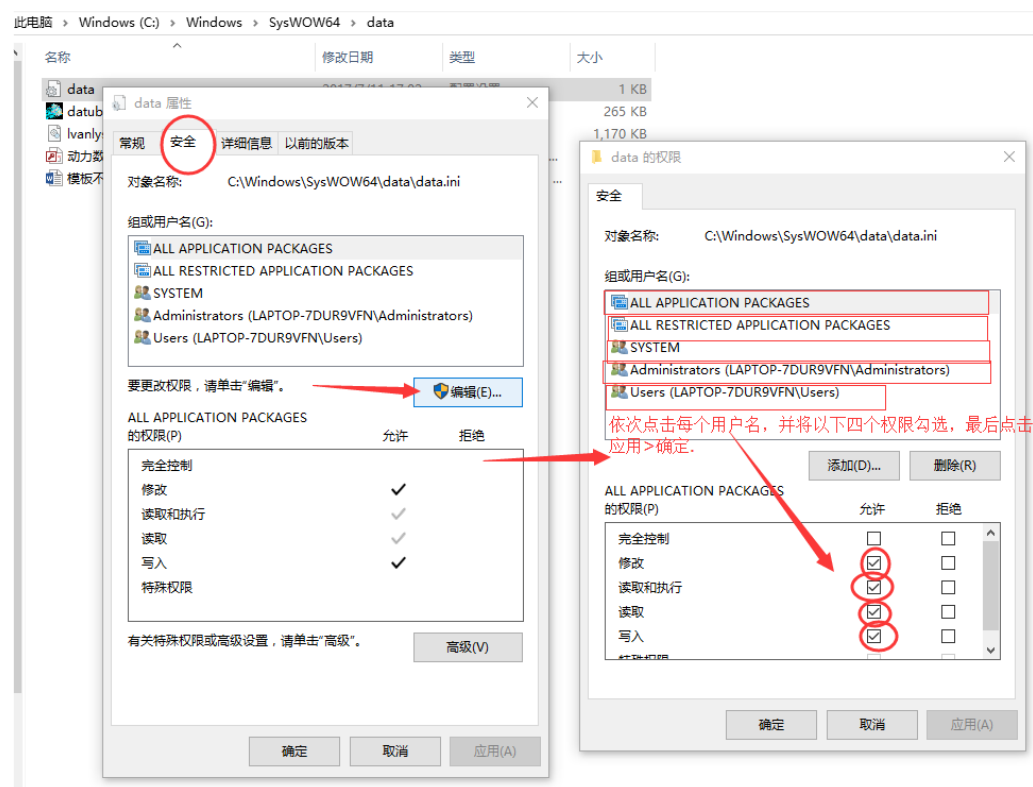 此电脑 > Windows (C:) > Windows > SysWOW64 > data
名称 修改日期 类型 大小
data 1 KB
datub 265 KB
lvanly 1,170 KB
动力数
模板不
data 属性
常规 安全 详细信息 以前的版本
对象名称: C:\Windows\SysWOW64\data\data.ini
组或用户名(G):
ALL APPLICATION PACKAGES
ALL RESTRICTED APPLICATION PACKAGES
SYSTEM
Administrators (LAPTOP-7DUR9VFN\Administrators)
Users (LAPTOP-7DUR9VFN\Users)
要更改权限，请单击"编辑"。 编辑(E)...
ALL APPLICATION PACKAGES
的权限(P) 允许 拒绝
完全控制
修改
读取和执行
读取
写入
特殊权限
有关特殊权限或高级设置，请单击"高级"。 高级(V)
确定 取消 应用(A)
data 的权限
安全
对象名称: C:\Windows\SysWOW64\data\data.ini
组或用户名(G):
ALL APPLICATION PACKAGES
ALL RESTRICTED APPLICATION PACKAGES
SYSTEM
Administrators (LAPTOP-7DUR9VFN\Administrators)
Users (LAPTOP-7DUR9VFN\Users)
依次点击每个用户名，并将以下四个权限勾选，最后点击
应用>确定.
添加(D)... 删除(R)
ALL APPLICATION PACKAGES
的权限(P) 允许 拒绝
完全控制
修改
读取和执行
读取
写入
特殊权限
确定 取消 应用(A)